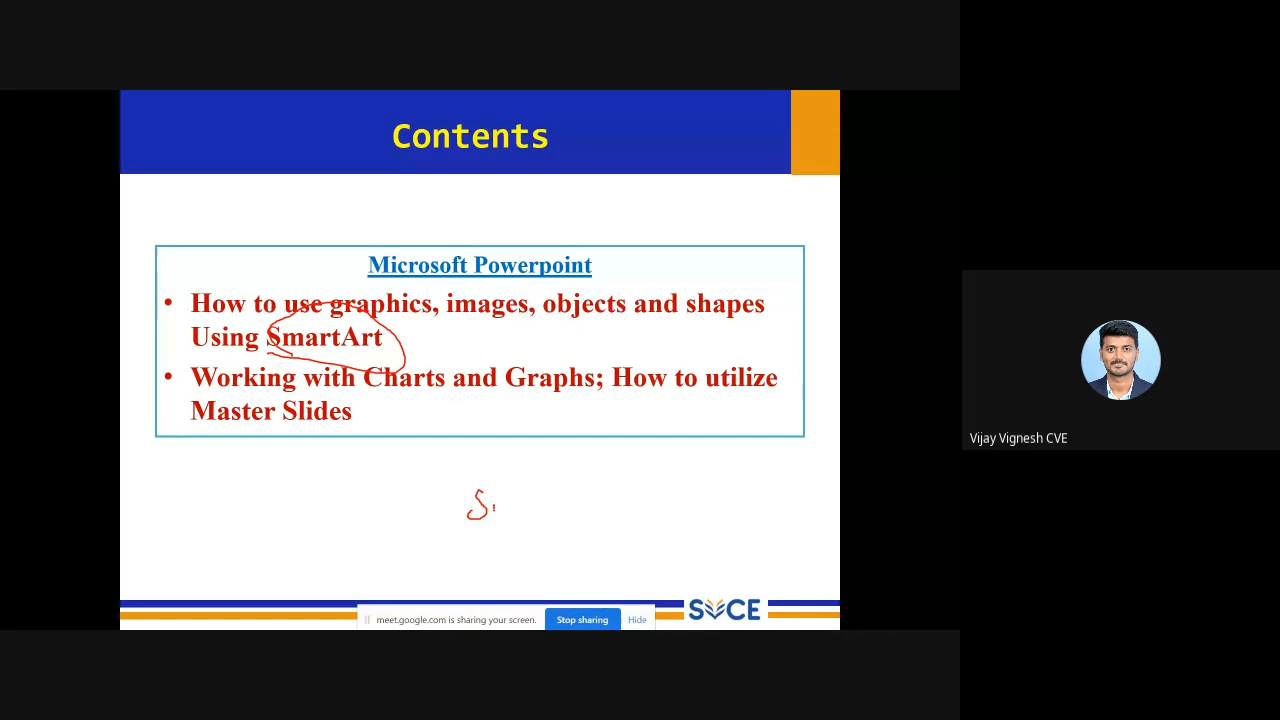 Contents
Microsoft Powerpoint
• How to use graphics, images, objects and shapes
Using SmartArt
• Working with Charts and Graphs; How to utilize
Master Slides
S
meet.google.com is sharing your screen. Stop sharing Hide
SVCE
Vijay Vignesh CVE